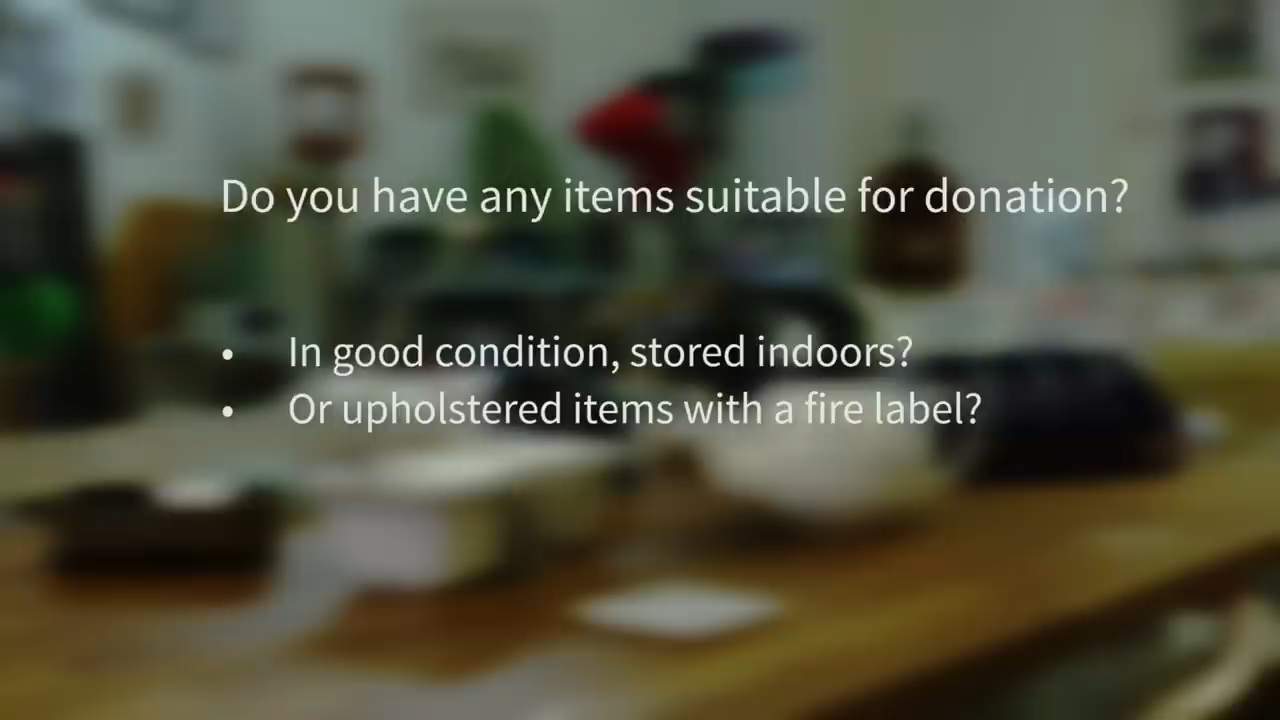 Do you have any items suitable for donation?
• In good condition, stored indoors?
• Or upholstered items with a fire label?